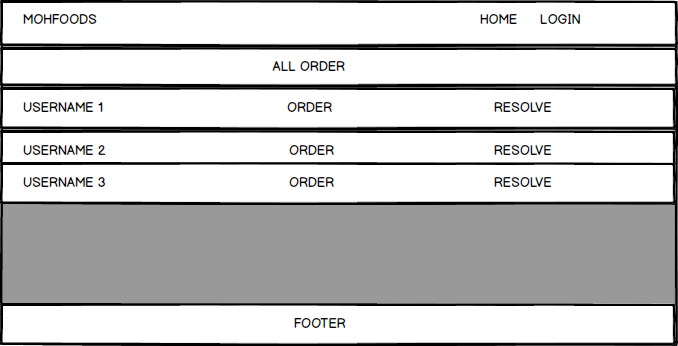 MOHFOODS HOME LOGIN
ALL ORDER
USERNAME 1 ORDER RESOLVE
USERNAME 2 ORDER RESOLVE
USERNAME 3 ORDER RESOLVE
FOOTER